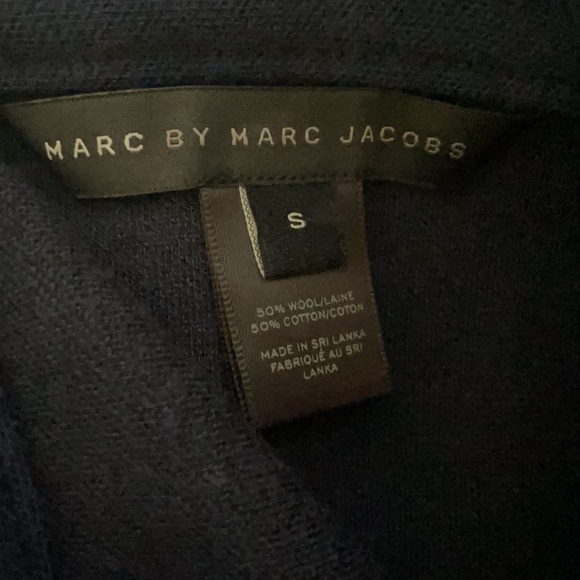 MARC BY MARC JACOBS
S
50% WOOL/LAINE
50% COTTON/COTON
MADE IN SRI LANKA
FABRIQUÉ AU SRI
LANKA